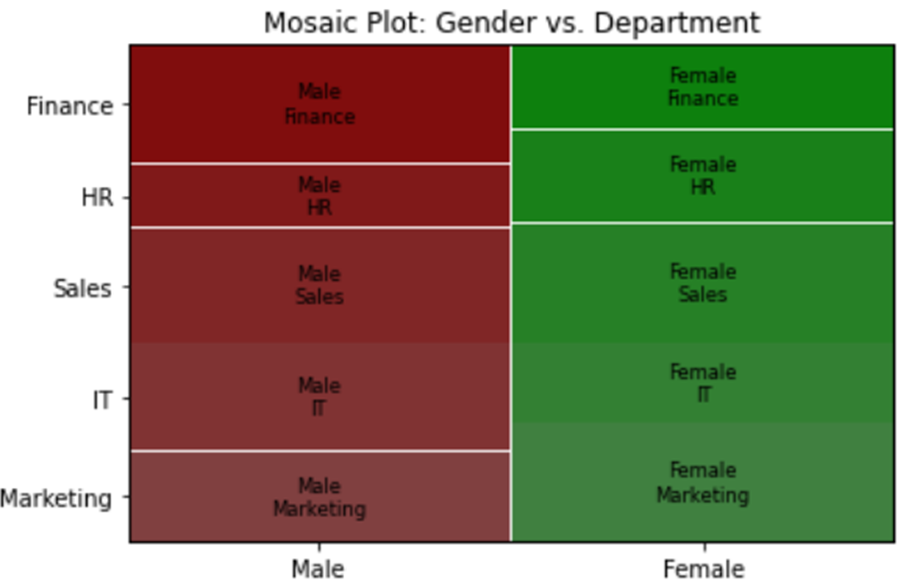 Mosaic Plot: Gender vs. Department
Finance
HR
Sales
IT
Marketing
Male
Finance
Male
HR
Male
Sales
Male
IT
Male
Marketing
Female
Finance
Female
HR
Female
Sales
Female
IT
Female
Marketing
Male
Female